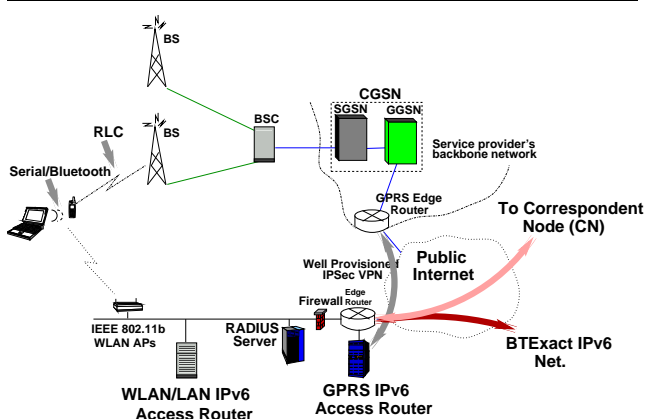 BS
BSC
CGSN
SGSN
GGSN
RLC
BS
Service provider's
backbone network
Serial/Bluetooth
GPRS Edge
Router
To Correspondent
Node (CN)
Public
Internet
Well Provisioned
IPSec VPN
Edge
Router
Firewall
IEEE 802.11b
WLAN APs
RADIUS
Server
BTExact IPv6
Net.
WLAN/LAN IPv6
Access Router
GPRS IPv6
Access Router